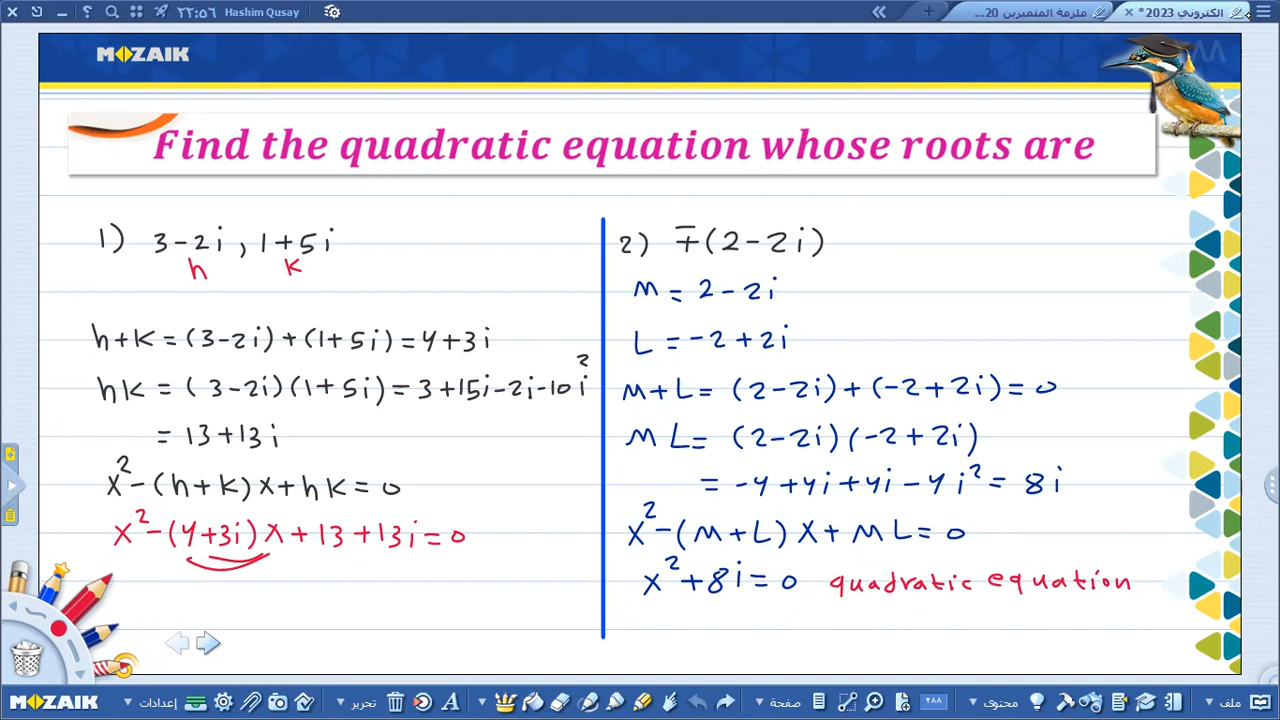 ٢٢:٥٦ Hashim Qusay
ملزمة المتميزين 20...
الكتروني 2023*
MOZAIK
Find the quadratic equation whose roots are
1) 3-2i , 1+5i
h k
h+k = (3-2i) + (1+5i) = 4+3i
hk = (3-2i)(1+5i) = 3+15i-2i-10i²
= 13+13i
x²-(h+k)x+hk=0
x²-(4+3i)x+13+13i=0
2) ∓(2-2i)
M = 2-2i
L = -2+2i
M+L = (2-2i)+(-2+2i) = 0
ML = (2-2i)(-2+2i)
= -4+4i+4i-4i² = 8i
x²-(M+L)x+ML=0
x²+8i=0 quadratic equation
MOZAIK
إعدادات
تحرير
صفحة
٢٨٨
محتوى
ملف